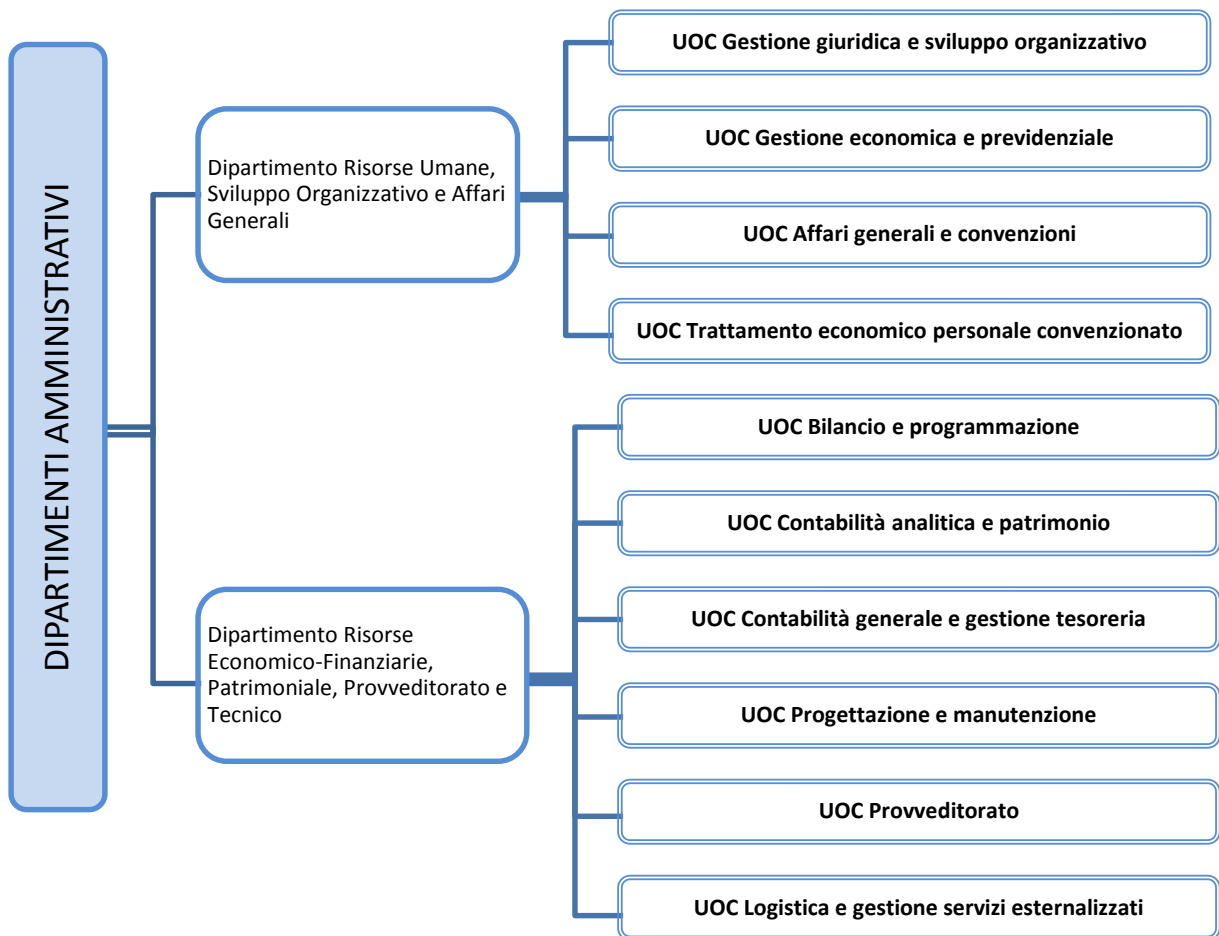 DIPARTIMENTI AMMINISTRATIVI
Dipartimento Risorse Umane,
Sviluppo Organizzativo e Affari
Generali
UOC Gestione giuridica e sviluppo organizzativo
UOC Gestione economica e previdenziale
UOC Affari generali e convenzioni
UOC Trattamento economico personale convenzionato
Dipartimento Risorse
Economico-Finanziarie,
Patrimoniale, Provveditorato e
Tecnico
UOC Bilancio e programmazione
UOC Contabilità analitica e patrimonio
UOC Contabilità generale e gestione tesoreria
UOC Progettazione e manutenzione
UOC Provveditorato
UOC Logistica e gestione servizi esternalizzati